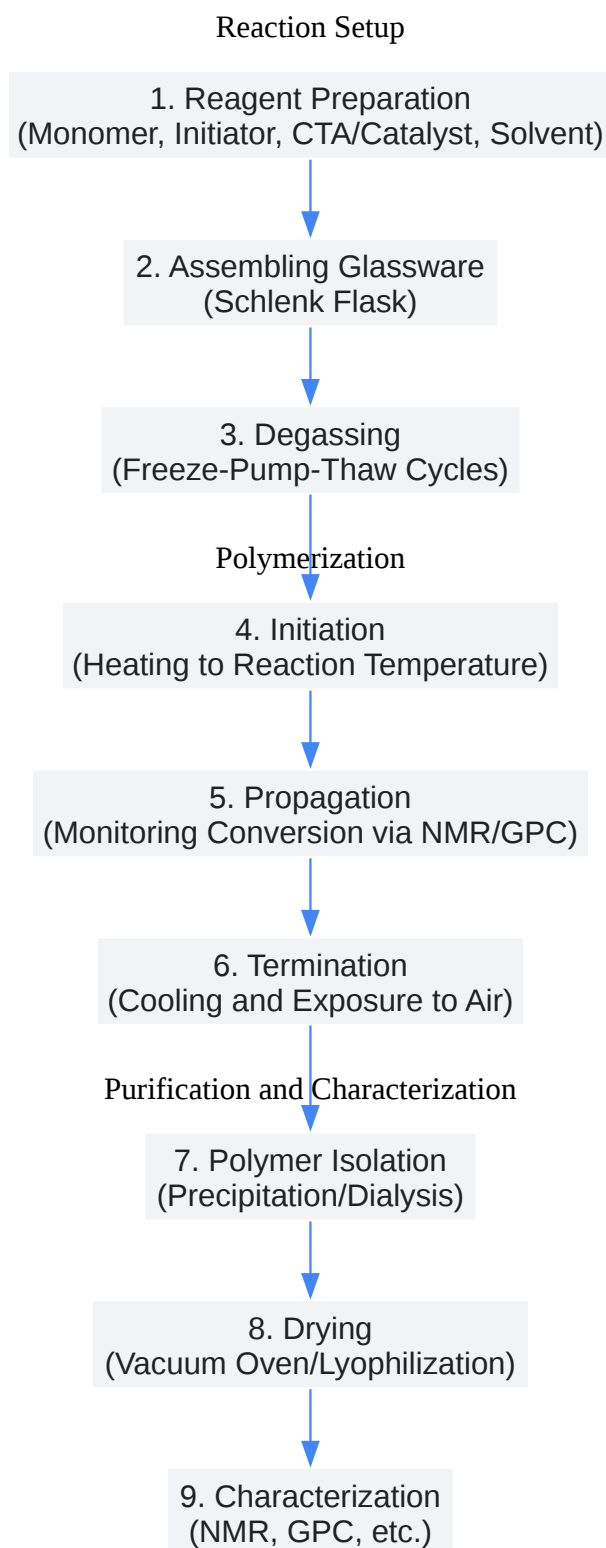 Reaction Setup
1. Reagent Preparation
(Monomer, Initiator, CTA/Catalyst, Solvent)
2. Assembling Glassware
(Schlenk Flask)
3. Degassing
(Freeze-Pump-Thaw Cycles)
Polymerization
4. Initiation
(Heating to Reaction Temperature)
5. Propagation
(Monitoring Conversion via NMR/GPC)
6. Termination
(Cooling and Exposure to Air)
Purification and Characterization
7. Polymer Isolation
(Precipitation/Dialysis)
8. Drying
(Vacuum Oven/Lyophilization)
9. Characterization
(NMR, GPC, etc.)